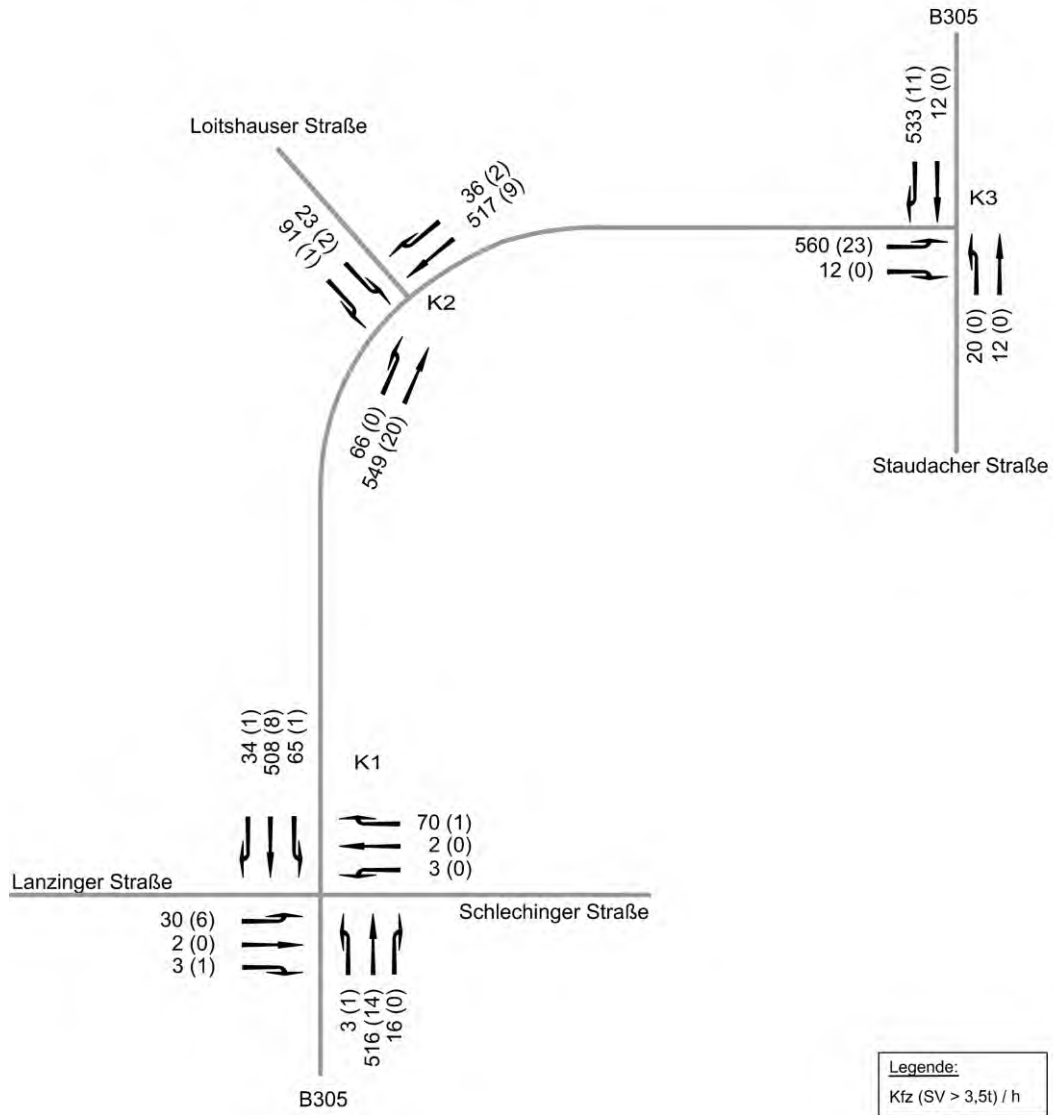 B305
533 (11)
12 (0)
Loitshauser Straße
36 (2)
517 (9)
K3
23 (2)
91 (1)
560 (23)
12 (0)
K2
20 (0)
12 (0)
66 (0)
549 (20)
Staudacher Straße
34 (1)
508 (8)
65 (1)
K1
70 (1)
2 (0)
3 (0)
Lanzinger Straße
Schlechinger Straße
30 (6)
2 (0)
3 (1)
3 (1)
516 (14)
16 (0)
B305
Legende:
Kfz (SV > 3,5t) / h